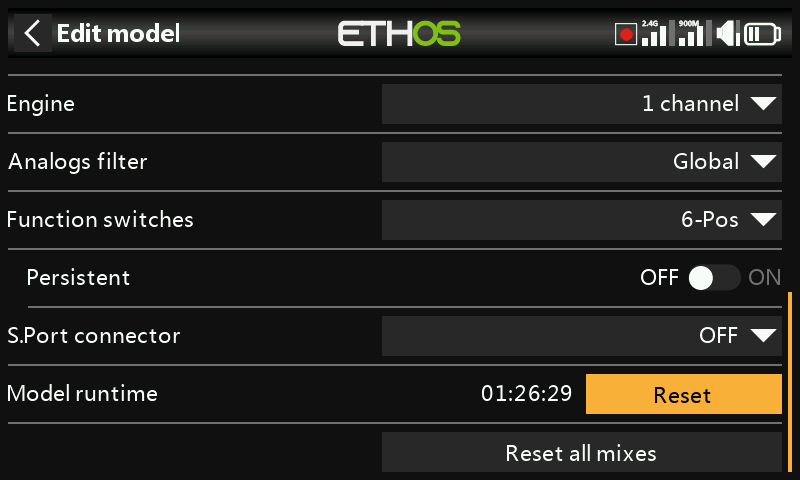 Edit model ETHOS 2.4G 900M
Engine 1 channel
Analogs filter Global
Function switches 6-Pos
Persistent OFF ON
S.Port connector OFF
Model runtime 01:26:29 Reset
Reset all mixes